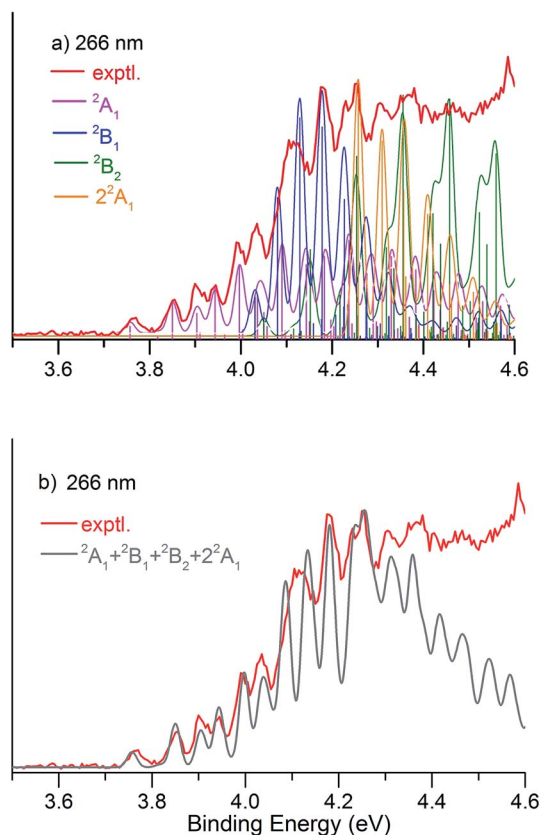 a) 266 nm
exptl.
²A₁
²B₁
²B₂
2²A₁
3.6 3.8 4.0 4.2 4.4 4.6
b) 266 nm
exptl.
²A₁+²B₁+²B₂+2²A₁
3.6 3.8 4.0 4.2 4.4 4.6
Binding Energy (eV)